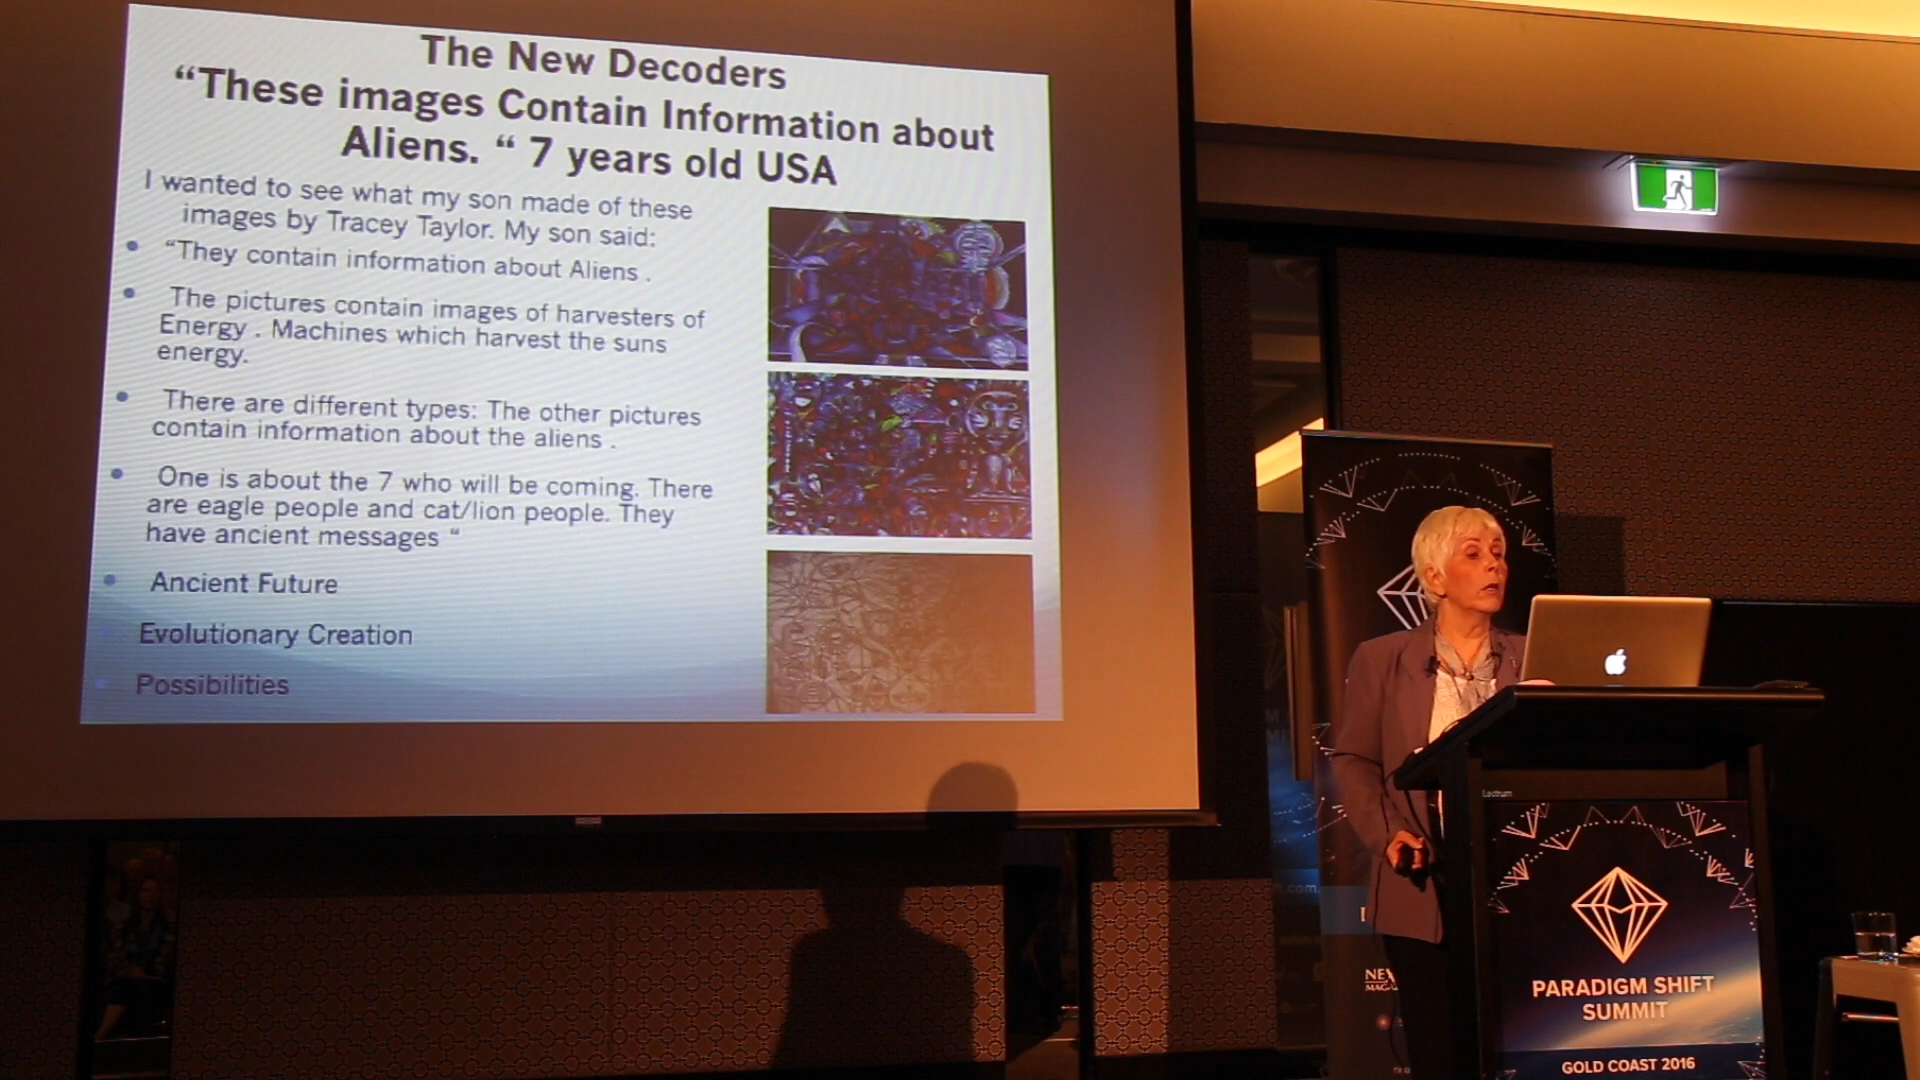 The New Decoders
“These images Contain Information about
Aliens. “ 7 years old USA
I wanted to see what my son made of these
images by Tracey Taylor. My son said:
• “They contain information about Aliens .
• The pictures contain images of harvesters of
Energy . Machines which harvest the suns
energy.
• There are different types: The other pictures
contain information about the aliens .
• One is about the 7 who will be coming. There
are eagle people and cat/lion people. They
have ancient messages “
• Ancient Future
Evolutionary Creation
Possibilities
Lectrum
PARADIGM SHIFT
SUMMIT
GOLD COAST 2016